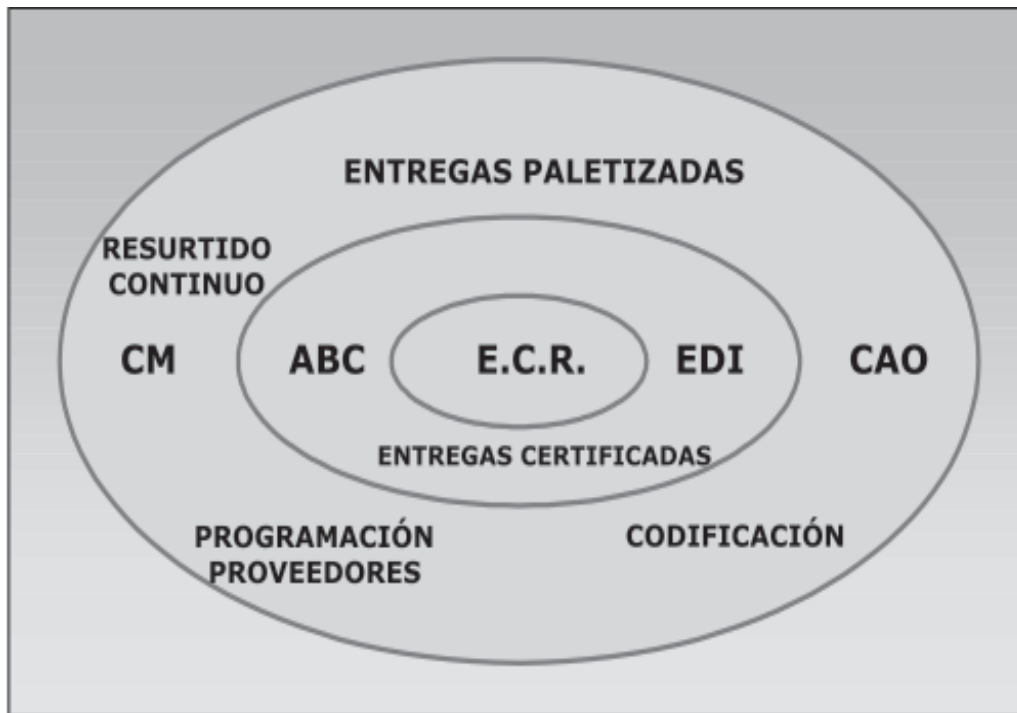 ENTREGAS PALETIZADAS
RESURTIDO
CONTINUO
CM
ABC
E.C.R.
EDI
CAO
ENTREGAS CERTIFICADAS
PROGRAMACIÓN
PROVEEDORES
CODIFICACIÓN